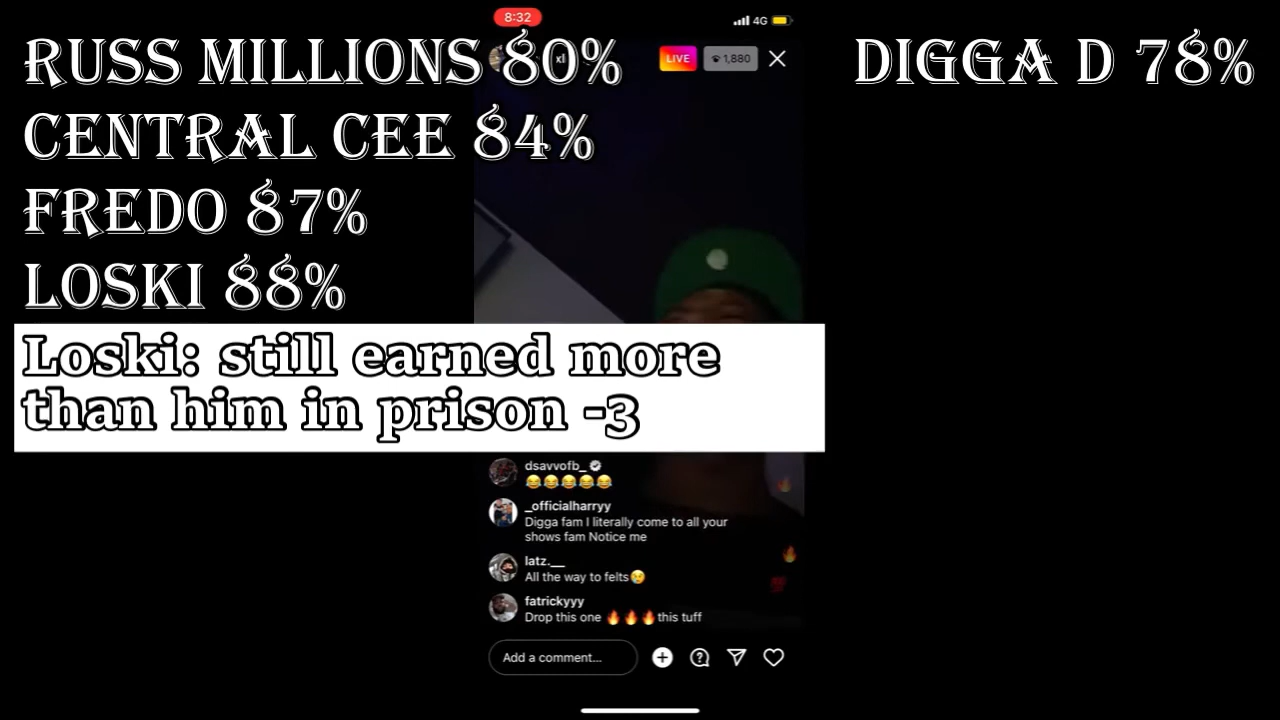 8:32
4G
RUSS MILLIONS 80%
xl
LIVE
1,880
DIGGA D 78%
CENTRAL CEE 84%
FREDO 87%
LOSKI 88%
Loski: still earned more
than him in prison -3
dsavvofb_
😂😂😂😂😂
_officialharryy
Digga fam I literally come to all your
shows fam Notice me
latz.__
All the way to felts😢
fatrickyyy
Drop this one 🔥🔥🔥this tuff
Add a comment...